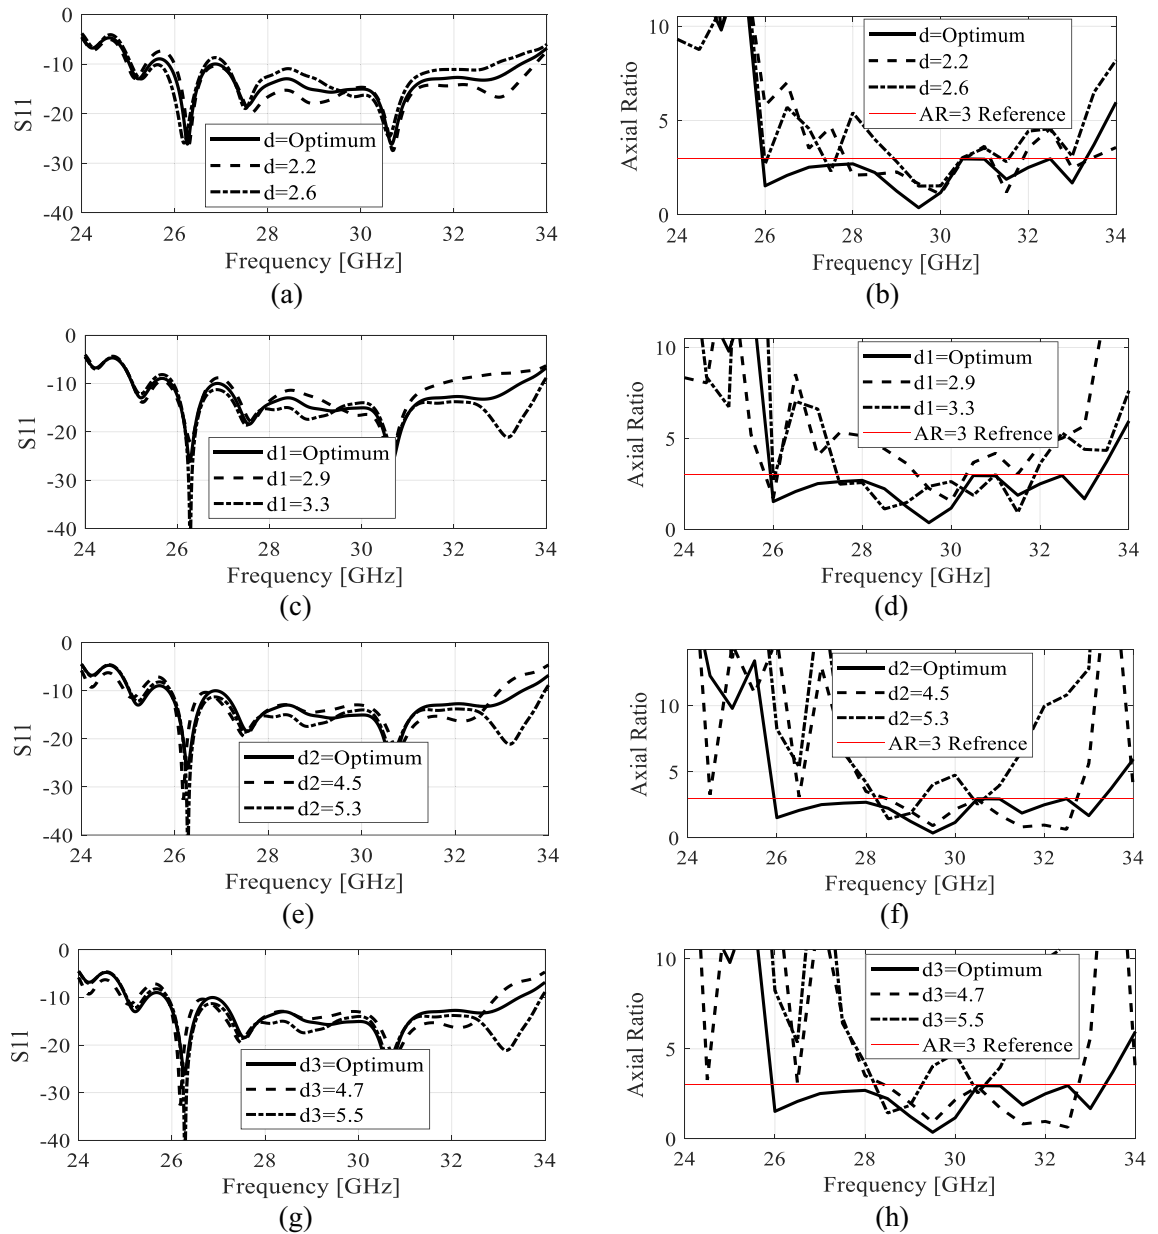 0
-10
-20
-30
-40
S11
d=Optimum
d=2.2
d=2.6
24 26 28 30 32 34
Frequency [GHz]
(a)
10
5
0
Axial Ratio
d=Optimum
d=2.2
d=2.6
AR=3 Reference
24 26 28 30 32 34
Frequency [GHz]
(b)
0
-10
-20
-30
-40
S11
d1=Optimum
d1=2.9
d1=3.3
24 26 28 30 32 34
Frequency [GHz]
(c)
10
5
0
Axial Ratio
d1=Optimum
d1=2.9
d1=3.3
AR=3 Refrence
24 26 28 30 32 34
Frequency [GHz]
(d)
0
-10
-20
-30
-40
S11
d2=Optimum
d2=4.5
d2=5.3
24 26 28 30 32 34
Frequency [GHz]
(e)
10
5
0
Axial Ratio
d2=Optimum
d2=4.5
d2=5.3
AR=3 Refrence
24 26 28 30 32 34
Frequency [GHz]
(f)
0
-10
-20
-30
-40
S11
d3=Optimum
d3=4.7
d3=5.5
24 26 28 30 32 34
Frequency [GHz]
(g)
10
5
0
Axial Ratio
d3=Optimum
d3=4.7
d3=5.5
AR=3 Reference
24 26 28 30 32 34
Frequency [GHz]
(h)